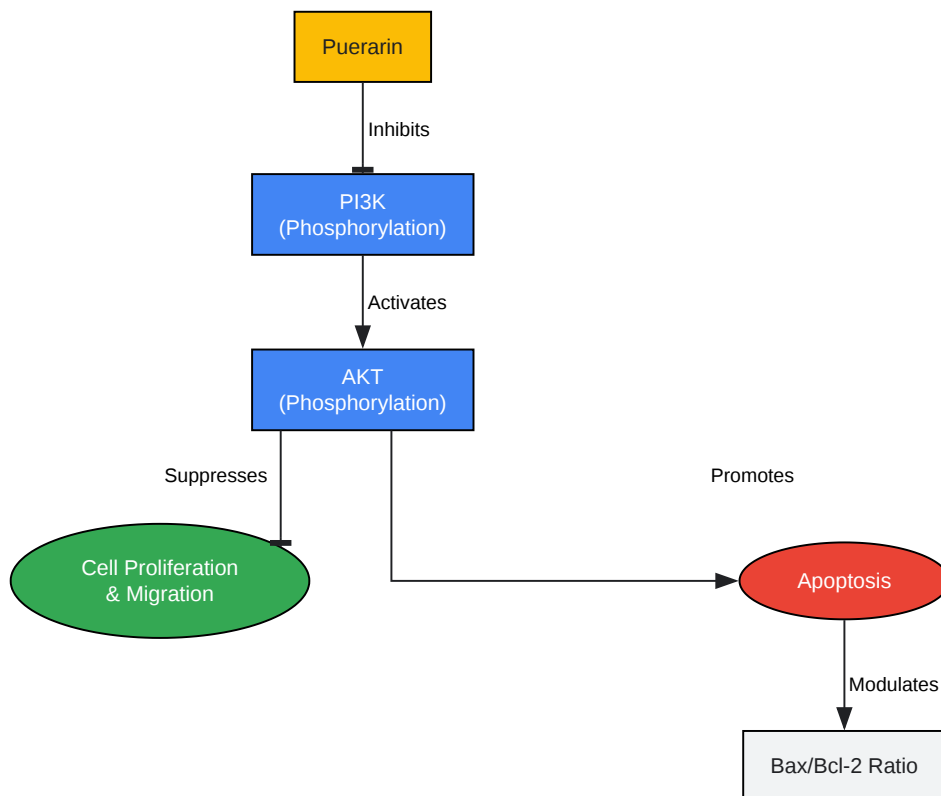 Puerarin
Inhibits
PI3K
(Phosphorylation)
Activates
AKT
(Phosphorylation)
Suppresses
Promotes
Cell Proliferation
& Migration
Apoptosis
Modulates
Bax/Bcl-2 Ratio